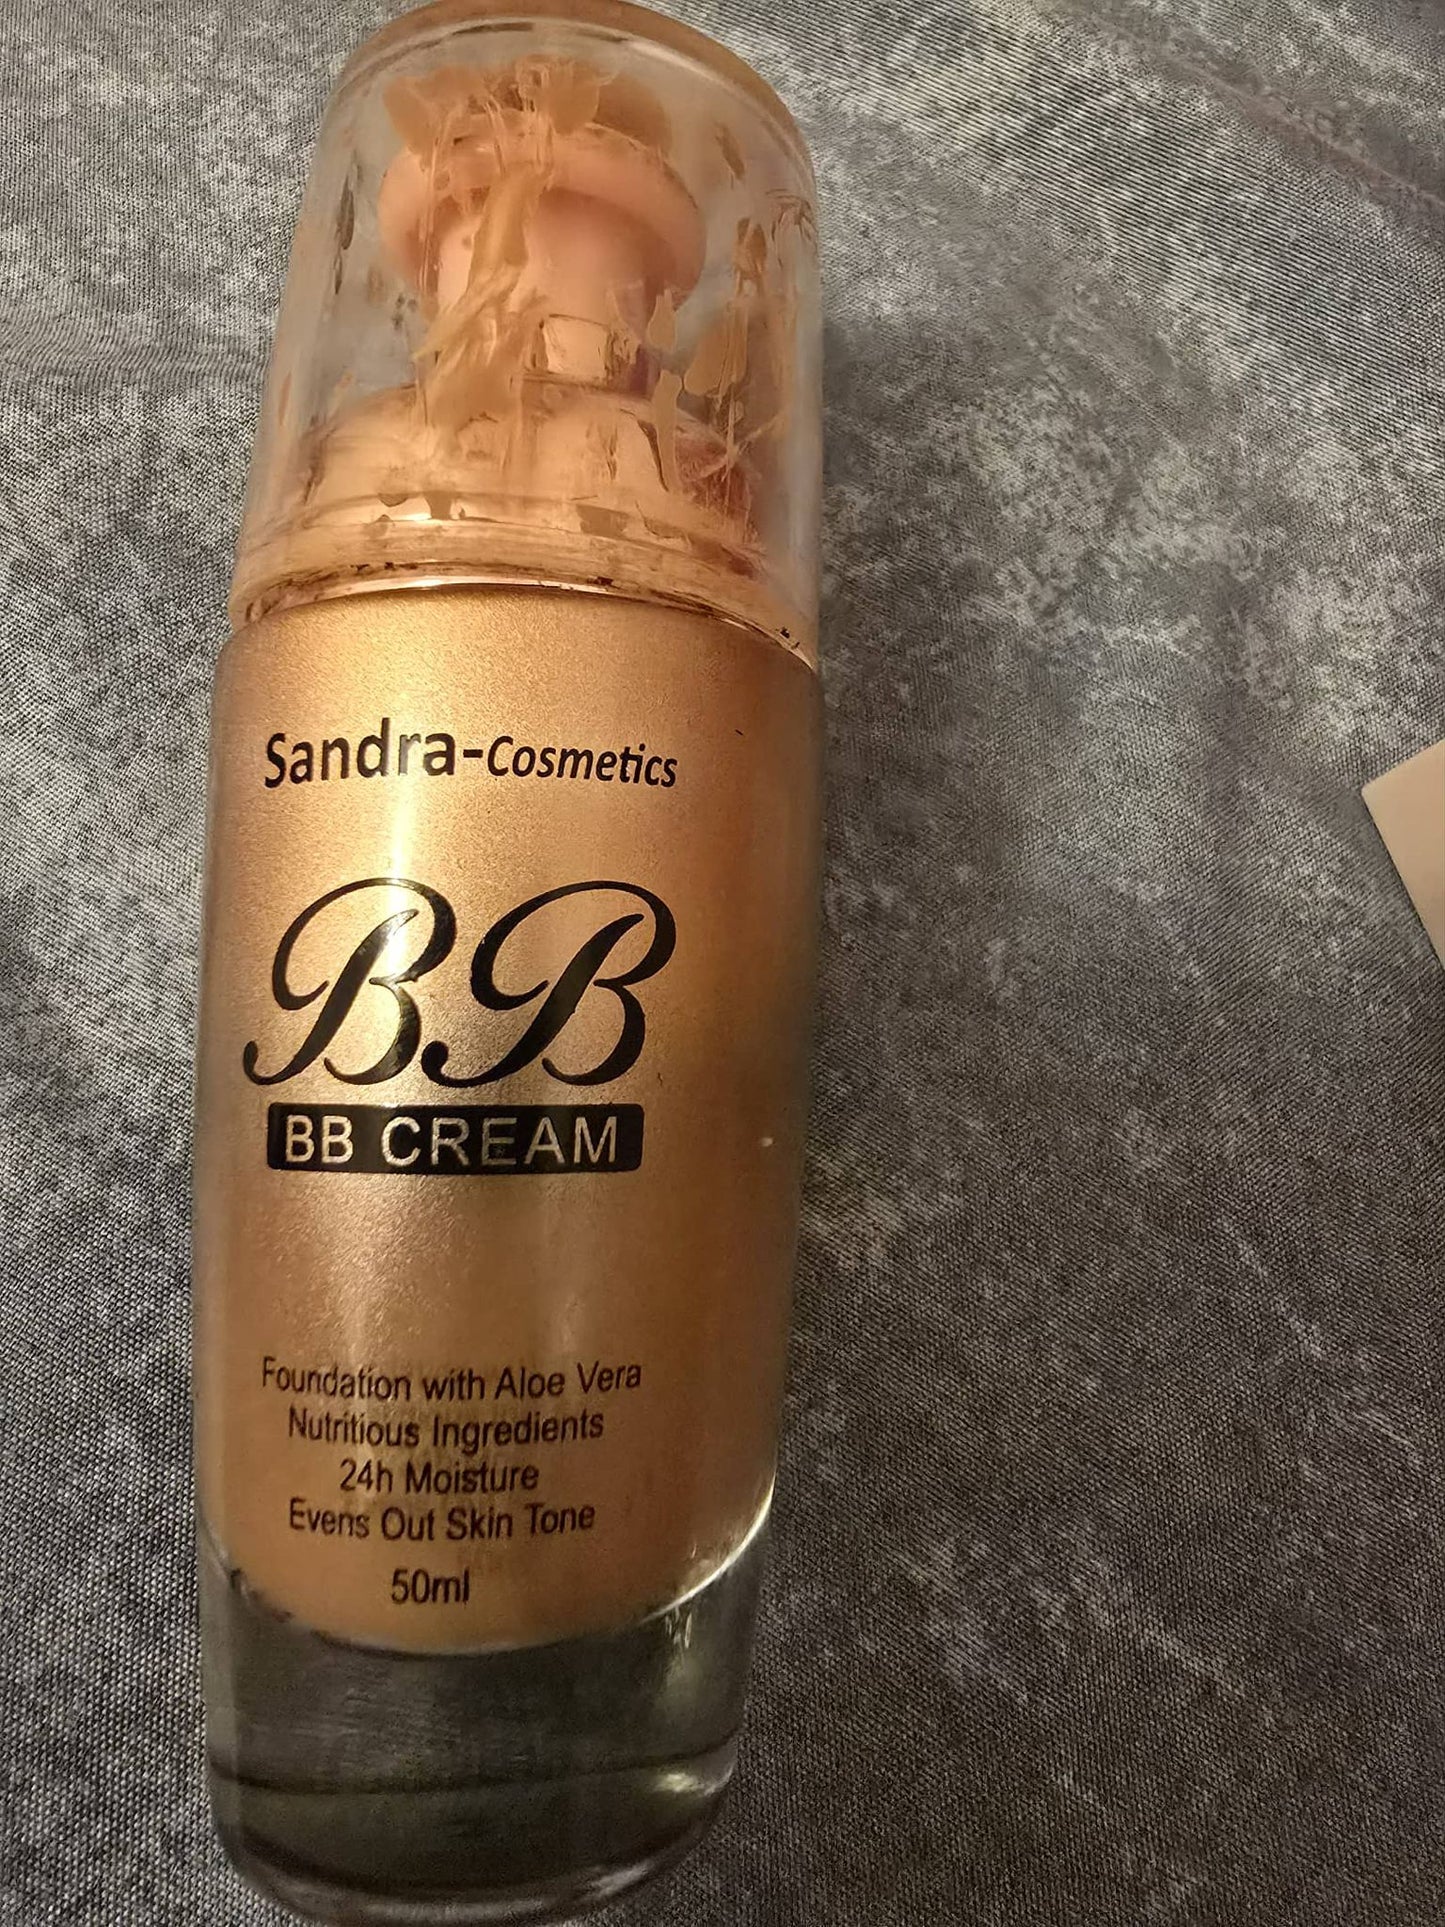 Sandra-Cosmetics
BB
BB CREAM
Foundation with Aloe Vera
Nutritious Ingredients
24h Moisture
Evens Out Skin Tone
50ml